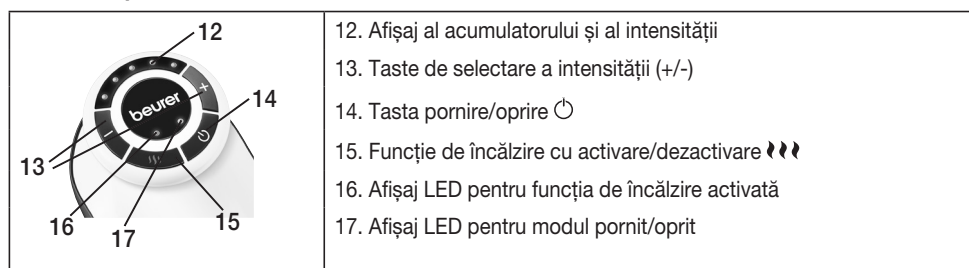 12
beurer
14
13
16
17
15
12. Afișaj al acumulatorului și al intensității
13. Taste de selectare a intensității (+/-)
14. Tasta pornire/oprire
15. Funcție de încălzire cu activare/dezactivare
16. Afișaj LED pentru funcția de încălzire activată
17. Afișaj LED pentru modul pornit/oprit